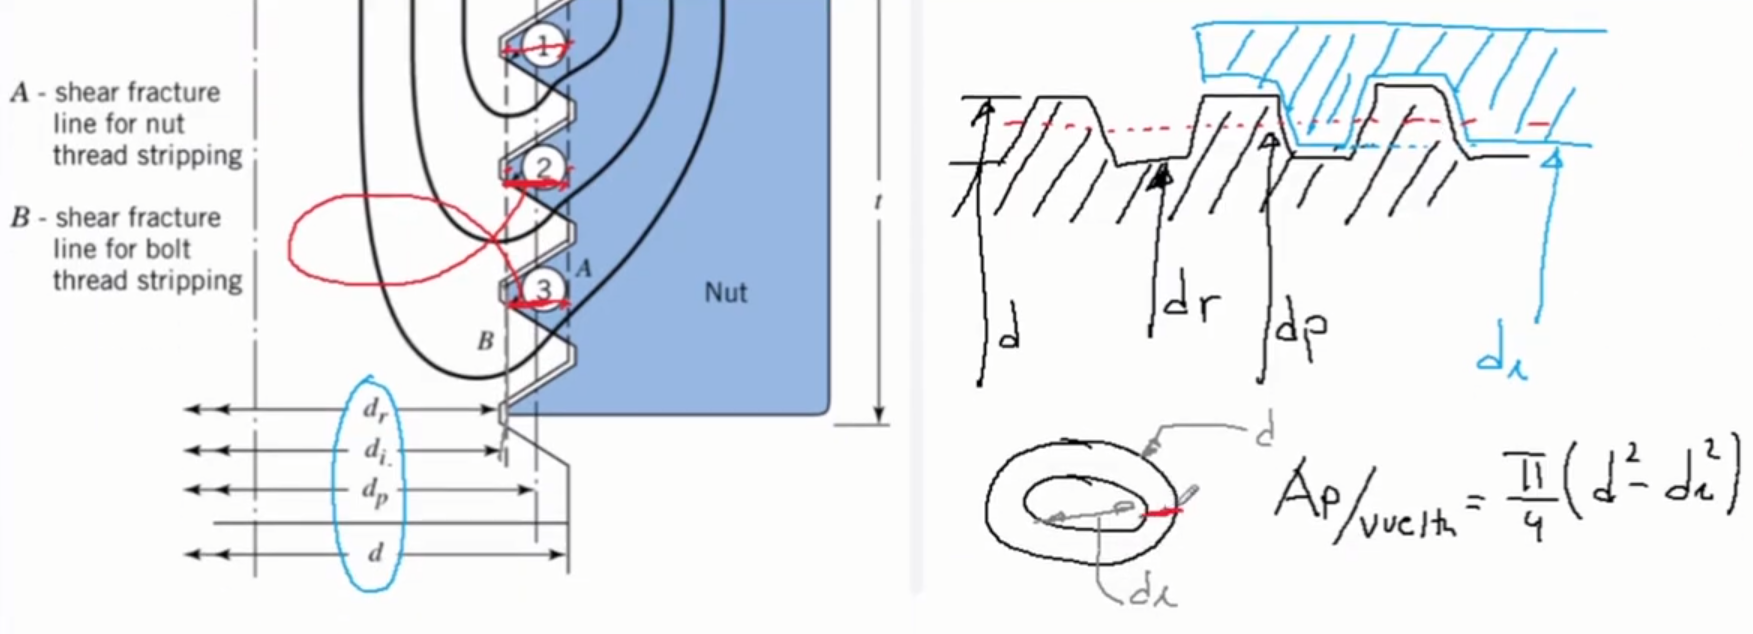 1
A - shear fracture
line for nut
thread stripping
2
B - shear fracture
line for bolt
thread stripping
A
3
Nut
t
B
dr
di
dp
d
d
dr
dp
di
d
di
Ap/vuelta = π/4 (d² - di²)